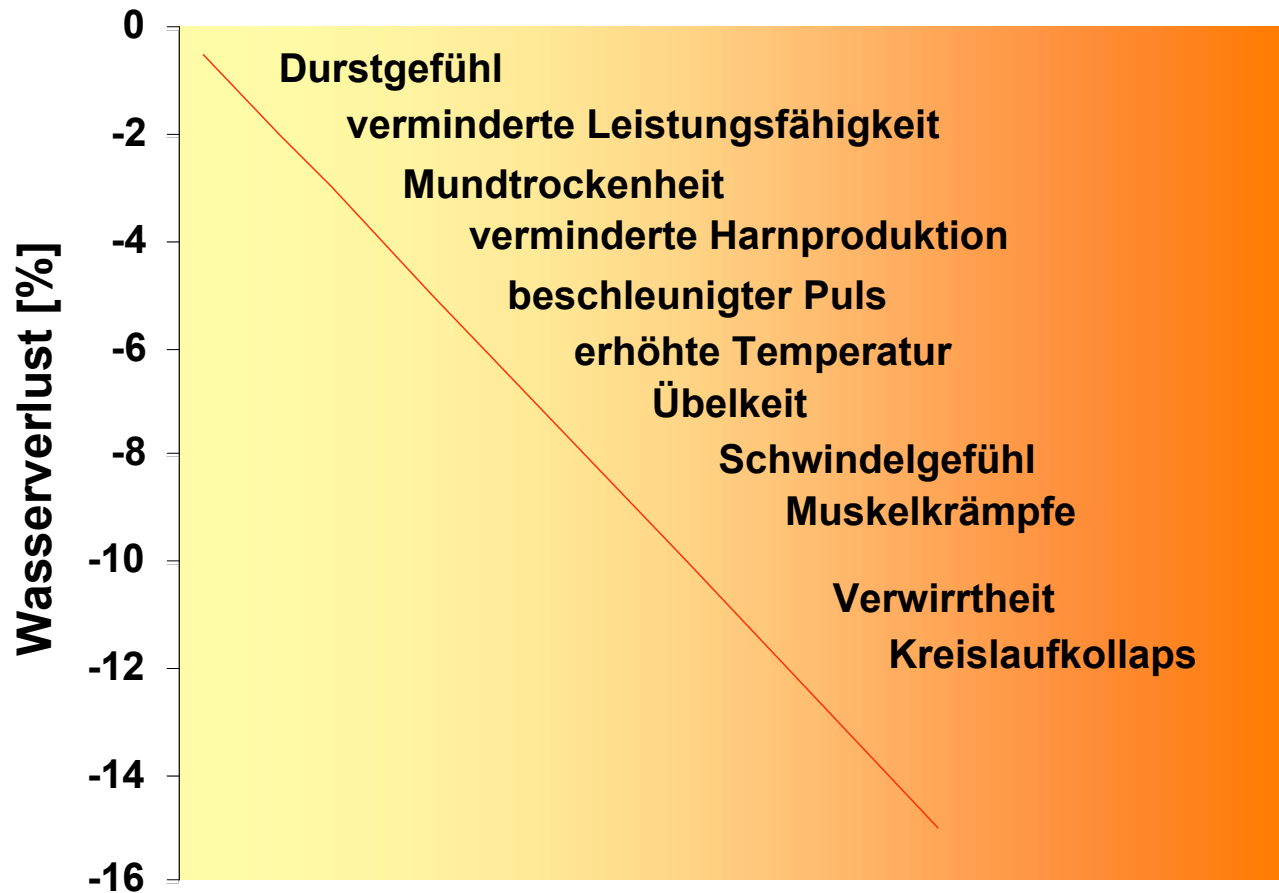 0
Durstgefühl
-2
verminderte Leistungsfähigkeit
Mundtrockenheit
-4
verminderte Harnproduktion
beschleunigter Puls
-6
erhöhte Temperatur
Übelkeit
-8
Schwindelgefühl
Muskelkrämpfe
-10
Verwirrtheit
-12
Kreislaufkollaps
-14
-16
Wasserverlust [%]